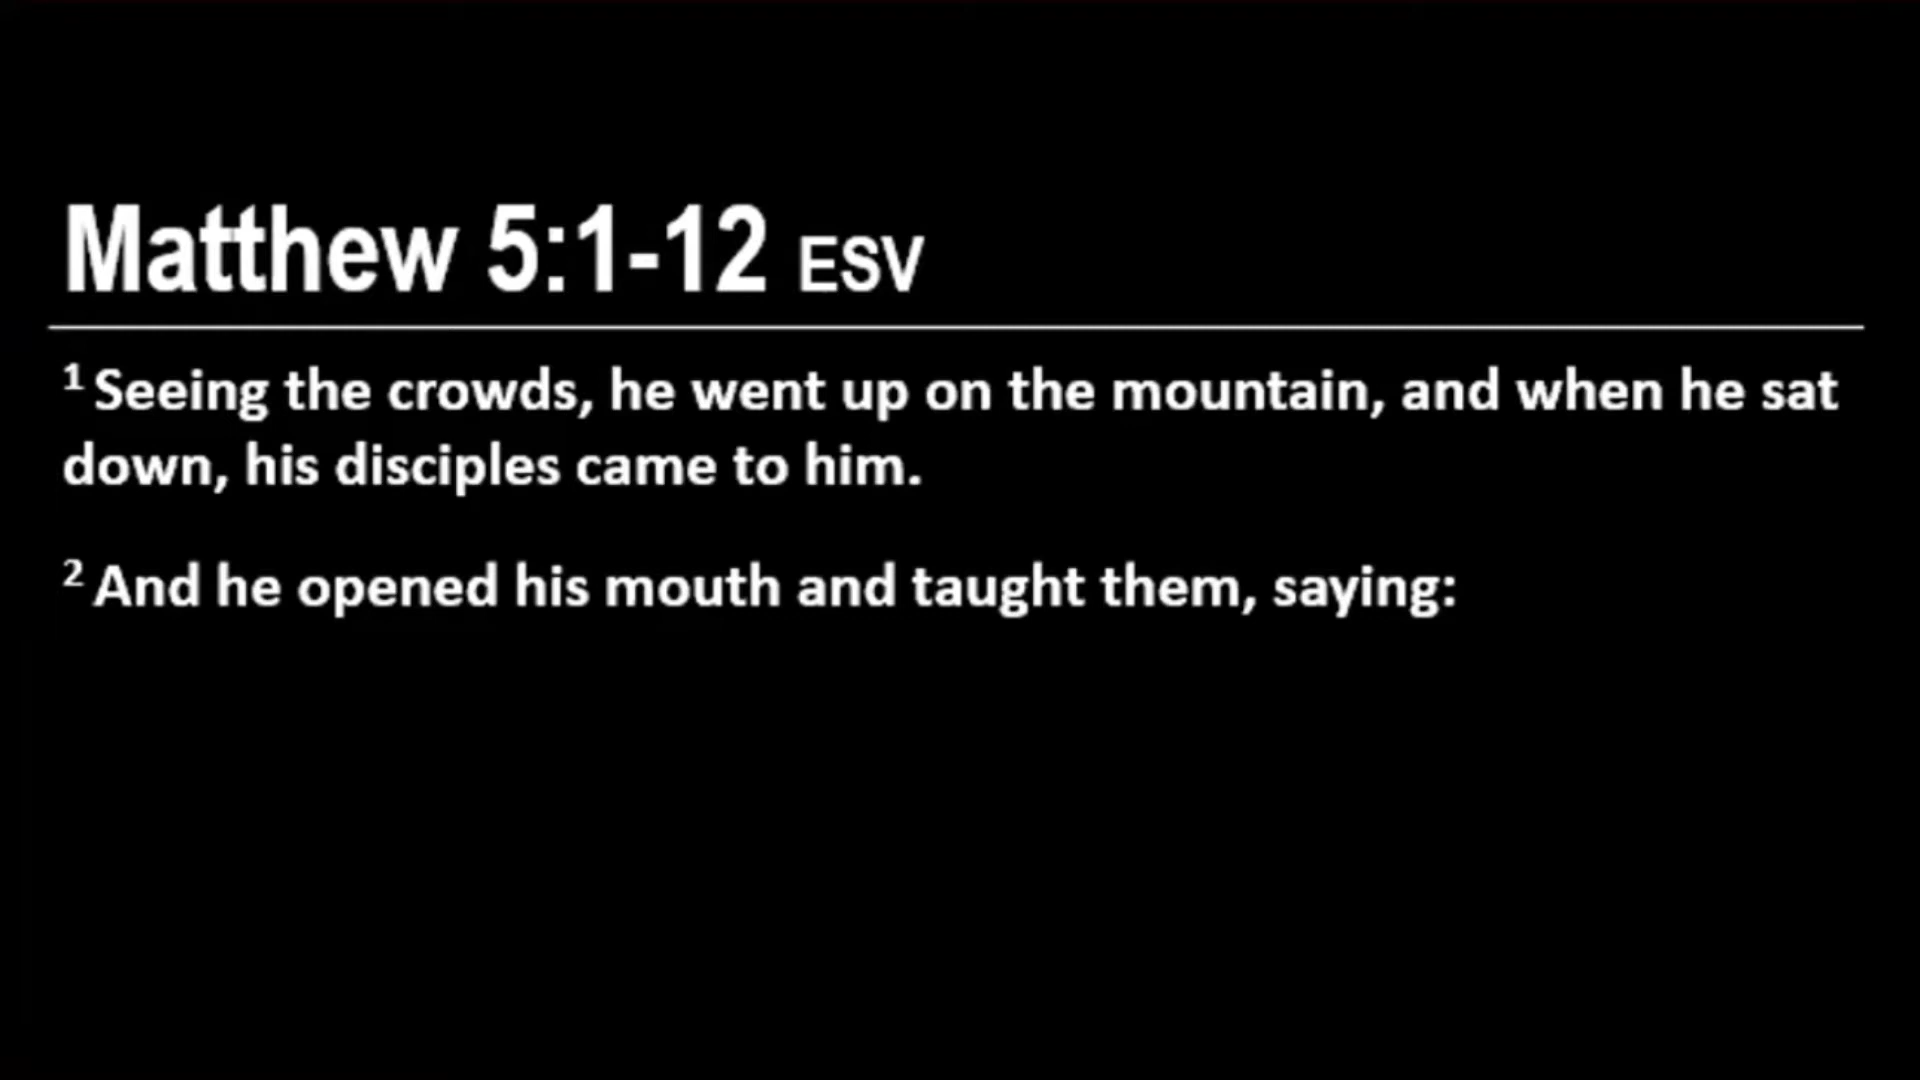 Matthew 5:1-12 ESV
1 Seeing the crowds, he went up on the mountain, and when he sat
down, his disciples came to him.
2 And he opened his mouth and taught them, saying: